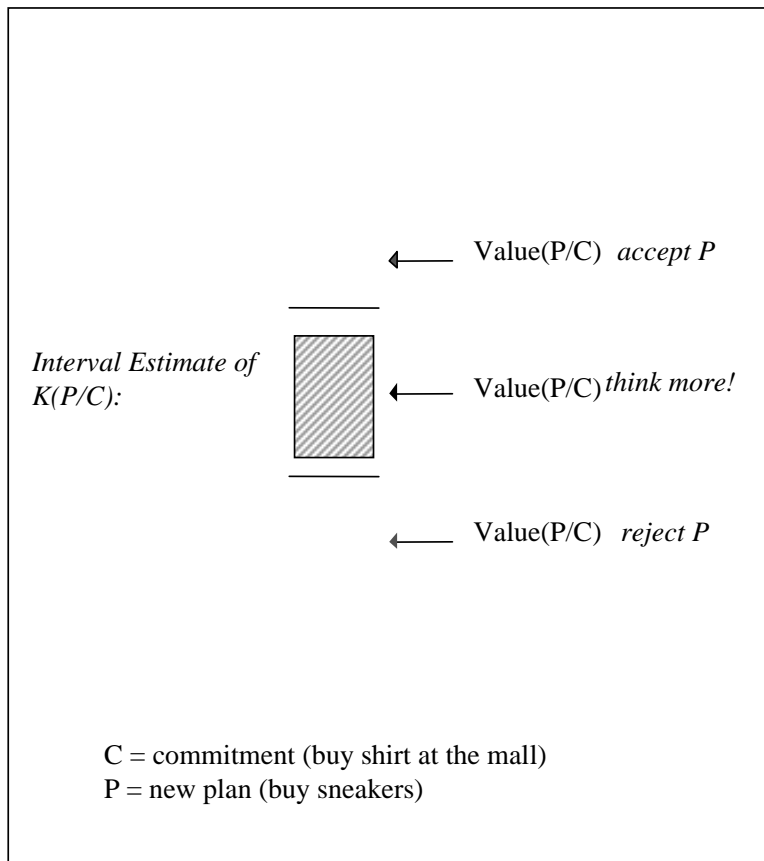 Value(P/C) accept P
Interval Estimate of
K(P/C):
Value(P/C) think more!
Value(P/C) reject P
C = commitment (buy shirt at the mall)
P = new plan (buy sneakers)